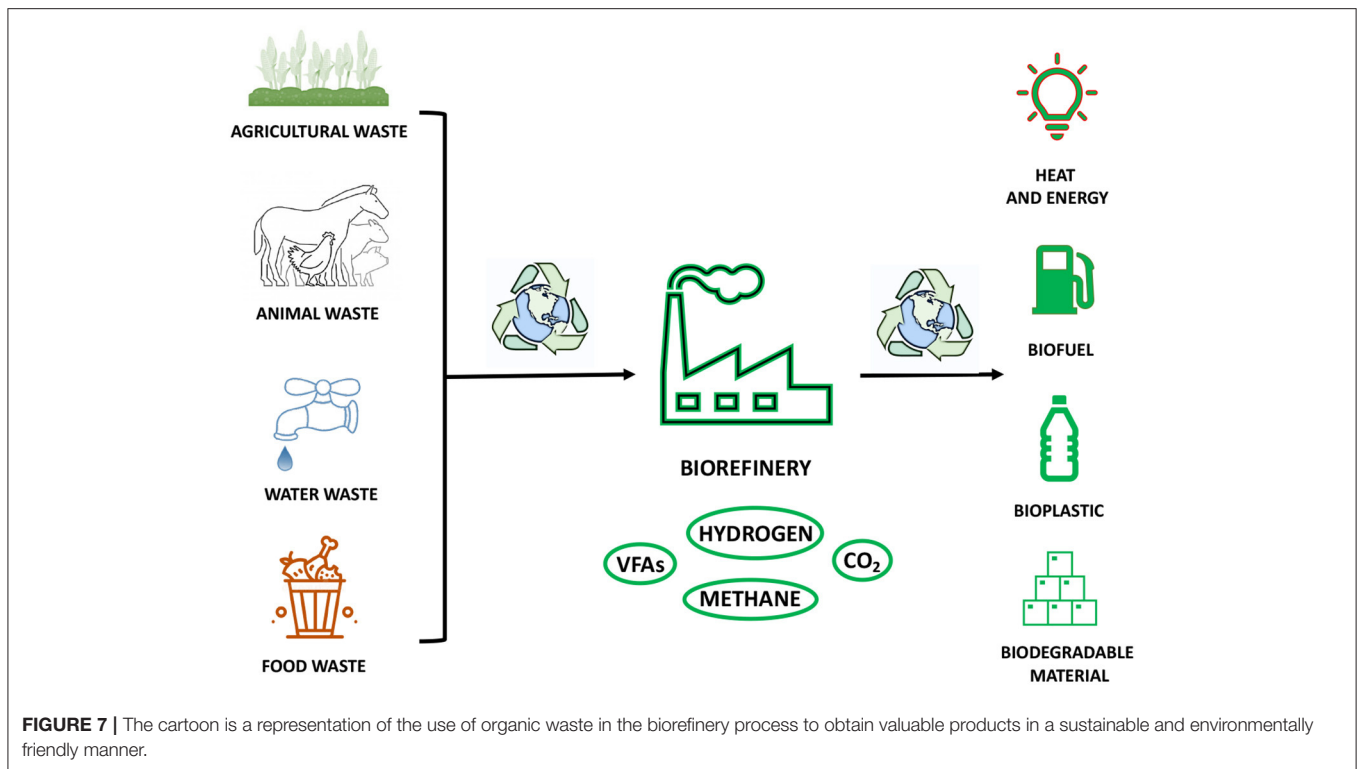 AGRICULTURAL WASTE
ANIMAL WASTE
WATER WASTE
FOOD WASTE
BIOREFINERY
HYDROGEN
VFAs
CO₂
METHANE
HEAT
AND ENERGY
BIOFUEL
BIOPLASTIC
BIODEGRADABLE
MATERIAL
FIGURE 7 | The cartoon is a representation of the use of organic waste in the biorefinery process to obtain valuable products in a sustainable and environmentally
friendly manner.